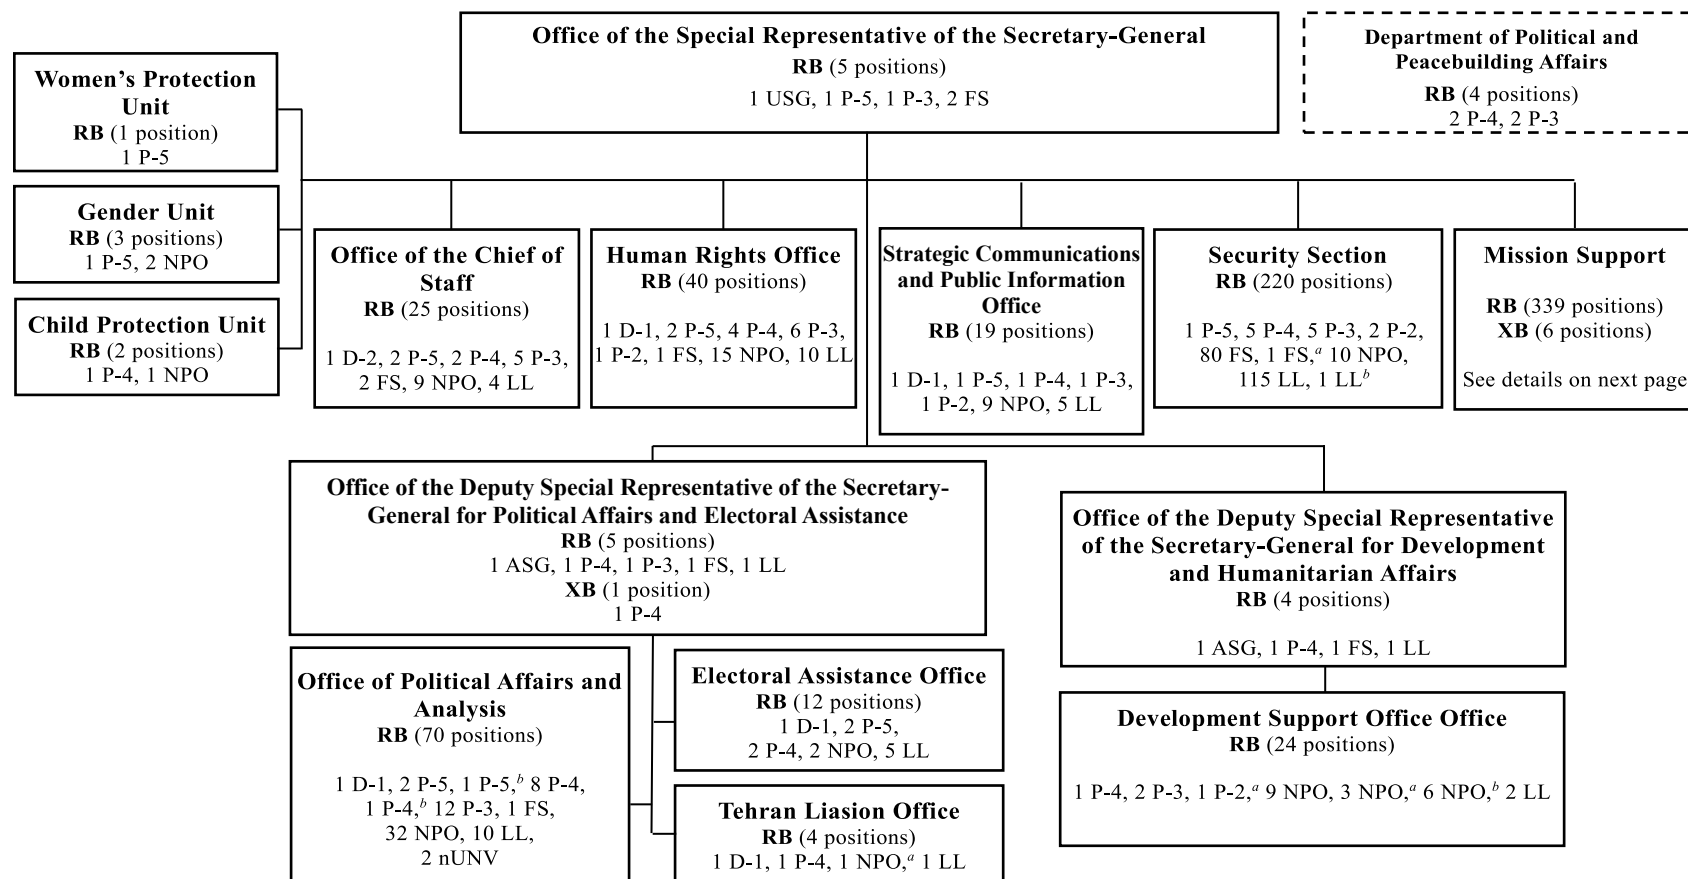 Office of the Special Representative of the Secretary-General
RB (5 positions)
1 USG, 1 P-5, 1 P-3, 2 FS
Department of Political and
Peacebuilding Affairs
RB (4 positions)
2 P-4, 2 P-3
Women's Protection
Unit
RB (1 position)
1 P-5
Gender Unit
RB (3 positions)
1 P-5, 2 NPO
Child Protection Unit
RB (2 positions)
1 P-4, 1 NPO
Office of the Chief of
Staff
RB (25 positions)
1 D-2, 2 P-5, 2 P-4, 5 P-3,
2 FS, 9 NPO, 4 LL
Human Rights Office
RB (40 positions)
1 D-1, 2 P-5, 4 P-4, 6 P-3,
1 P-2, 1 FS, 15 NPO, 10 LL
Strategic Communications
and Public Information
Office
RB (19 positions)
1 D-1, 1 P-5, 1 P-4, 1 P-3,
1 P-2, 9 NPO, 5 LL
Security Section
RB (220 positions)
1 P-5, 5 P-4, 5 P-3, 2 P-2,
80 FS, 1 FS,a 10 NPO,
115 LL, 1 LLb
Mission Support
RB (339 positions)
XB (6 positions)
See details on next page
Office of the Deputy Special Representative of the Secretary-
General for Political Affairs and Electoral Assistance
RB (5 positions)
1 ASG, 1 P-4, 1 P-3, 1 FS, 1 LL
XB (1 position)
1 P-4
Office of the Deputy Special Representative
of the Secretary-General for Development
and Humanitarian Affairs
RB (4 positions)
1 ASG, 1 P-4, 1 FS, 1 LL
Office of Political Affairs and
Analysis
RB (70 positions)
1 D-1, 2 P-5, 1 P-5,b 8 P-4,
1 P-4,b 12 P-3, 1 FS,
32 NPO, 10 LL,
2 nUNV
Electoral Assistance Office
RB (12 positions)
1 D-1, 2 P-5,
2 P-4, 2 NPO, 5 LL
Tehran Liasion Office
RB (4 positions)
1 D-1, 1 P-4, 1 NPO,a 1 LL
Development Support Office Office
RB (24 positions)
1 P-4, 2 P-3, 1 P-2,a 9 NPO, 3 NPO,a 6 NPO,b 2 LL